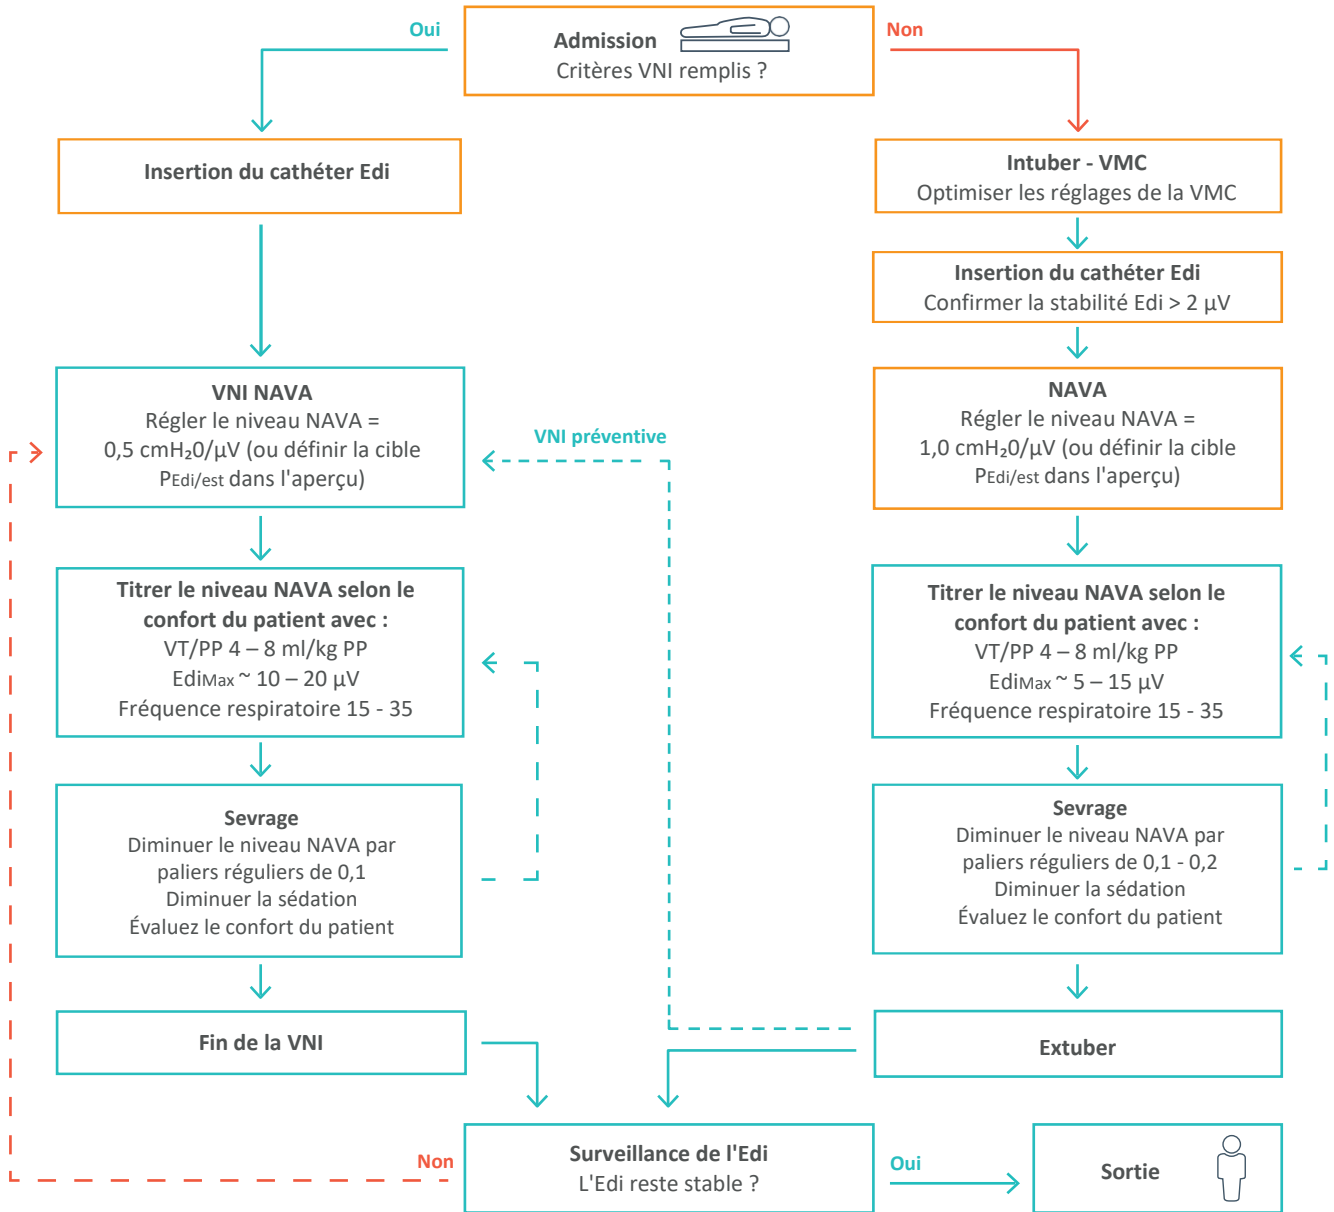 Oui
Admission
Critères VNI remplis ?
Non
Insertion du cathéter Edi
VNI NAVA
Régler le niveau NAVA =
0,5 cmH₂0/µV (ou définir la cible
PEdi/est dans l'aperçu)
Titrer le niveau NAVA selon le
confort du patient avec :
VT/PP 4 – 8 ml/kg PP
EdiMax ~ 10 – 20 µV
Fréquence respiratoire 15 - 35
Sevrage
Diminuer le niveau NAVA par
paliers réguliers de 0,1
Diminuer la sédation
Évaluez le confort du patient
Fin de la VNI
VNI préventive
Intuber - VMC
Optimiser les réglages de la VMC
Insertion du cathéter Edi
Confirmer la stabilité Edi > 2 µV
NAVA
Régler le niveau NAVA =
1,0 cmH₂0/µV (ou définir la cible
PEdi/est dans l'aperçu)
Titrer le niveau NAVA selon le
confort du patient avec :
VT/PP 4 – 8 ml/kg PP
EdiMax ~ 5 – 15 µV
Fréquence respiratoire 15 - 35
Sevrage
Diminuer le niveau NAVA par
paliers réguliers de 0,1 - 0,2
Diminuer la sédation
Évaluez le confort du patient
Extuber
Non
Surveillance de l'Edi
L'Edi reste stable ?
Oui
Sortie